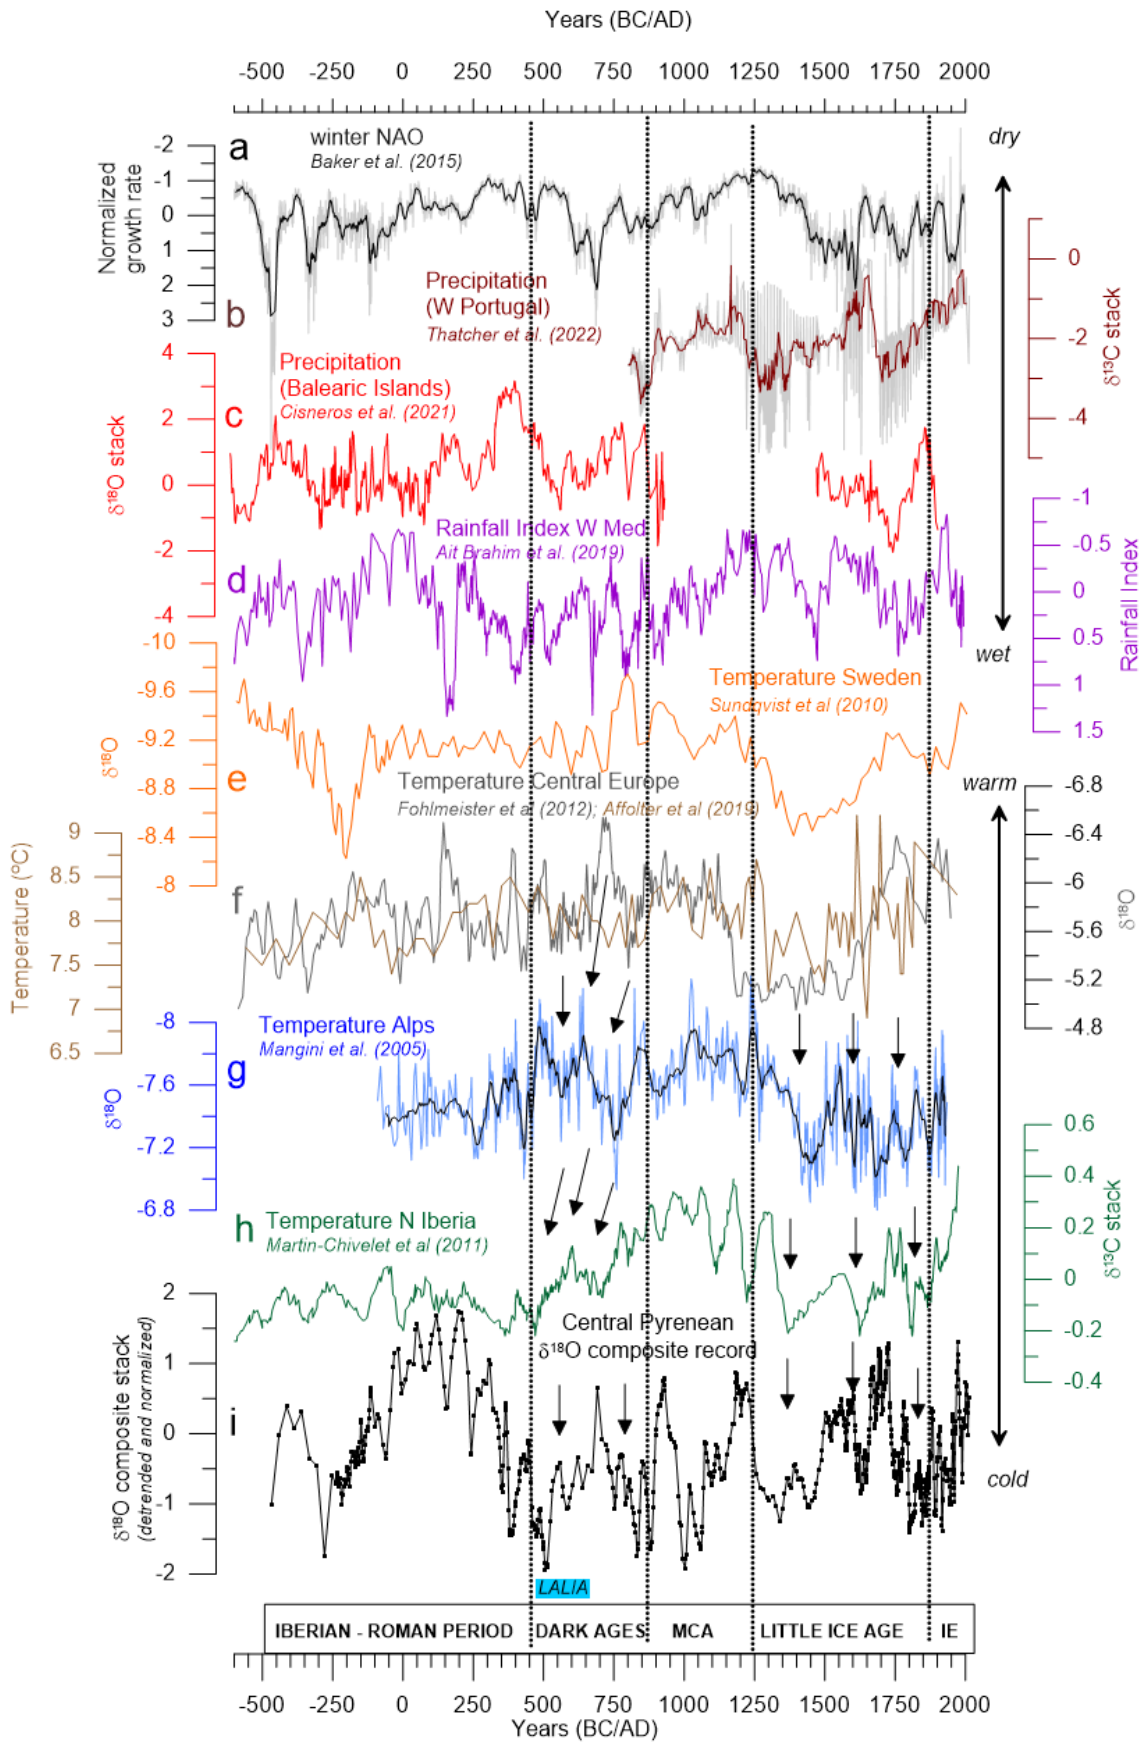 Years (BC/AD)
-500 -250 0 250 500 750 1000 1250 1500 1750 2000
a
winter NAO
Baker et al. (2015)
Normalized
growth rate
-2
-1
0
1
2
3
dry
b
Precipitation
(W Portugal)
Thatcher et al. (2022)
0
-2
-4
δ13C stack
c
Precipitation
(Balearic Islands)
Cisneros et al. (2021)
4
2
0
-2
-4
δ18O stack
d
Rainfall Index W Med
Ait Brahim et al. (2019)
-1
-0.5
0
0.5
1
1.5
Rainfall Index
wet
e
Temperature Sweden
Sundqvist et al (2010)
-10
-9.6
-9.2
-8.8
-8.4
-8
δ18O
warm
f
Temperature Central Europe
Fohlmeister et al (2012); Affolter et al (2019)
9
8.5
8
7.5
7
6.5
Temperature (ºC)
-6.8
-6.4
-6
-5.6
-5.2
-4.8
δ18O
g
Temperature Alps
Mangini et al. (2005)
-8
-7.6
-7.2
-6.8
δ18O
h
Temperature N Iberia
Martin-Chivelet et al (2011)
0.6
0.4
0.2
0
-0.2
-0.4
δ13C stack
i
Central Pyrenean
δ18O composite record
2
1
0
-1
-2
δ18O composite stack
(detrended and normalized)
cold
LALIA
IBERIAN - ROMAN PERIOD DARK AGES MCA LITTLE ICE AGE IE
-500 -250 0 250 500 750 1000 1250 1500 1750 2000
Years (BC/AD)